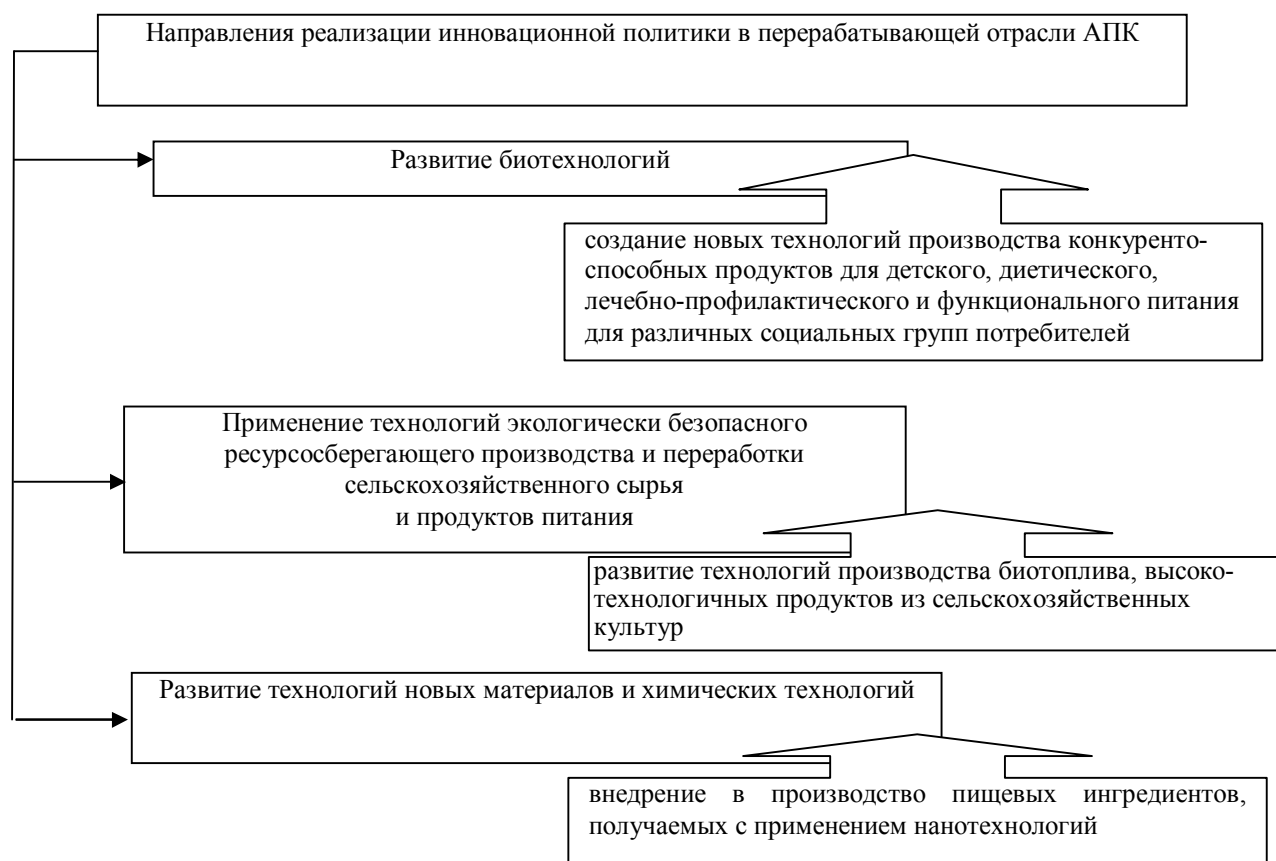 Направления реализации инновационной политики в перерабатывающей отрасли АПК
Развитие биотехнологий
создание новых технологий производства конкуренто-
способных продуктов для детского, диетического,
лечебно-профилактического и функционального питания
для различных социальных групп потребителей
Применение технологий экологически безопасного
ресурсосберегающего производства и переработки
сельскохозяйственного сырья
и продуктов питания
развитие технологий производства биотоплива, высоко-
технологичных продуктов из сельскохозяйственных
культур
Развитие технологий новых материалов и химических технологий
внедрение в производство пищевых ингредиентов,
получаемых с применением нанотехнологий